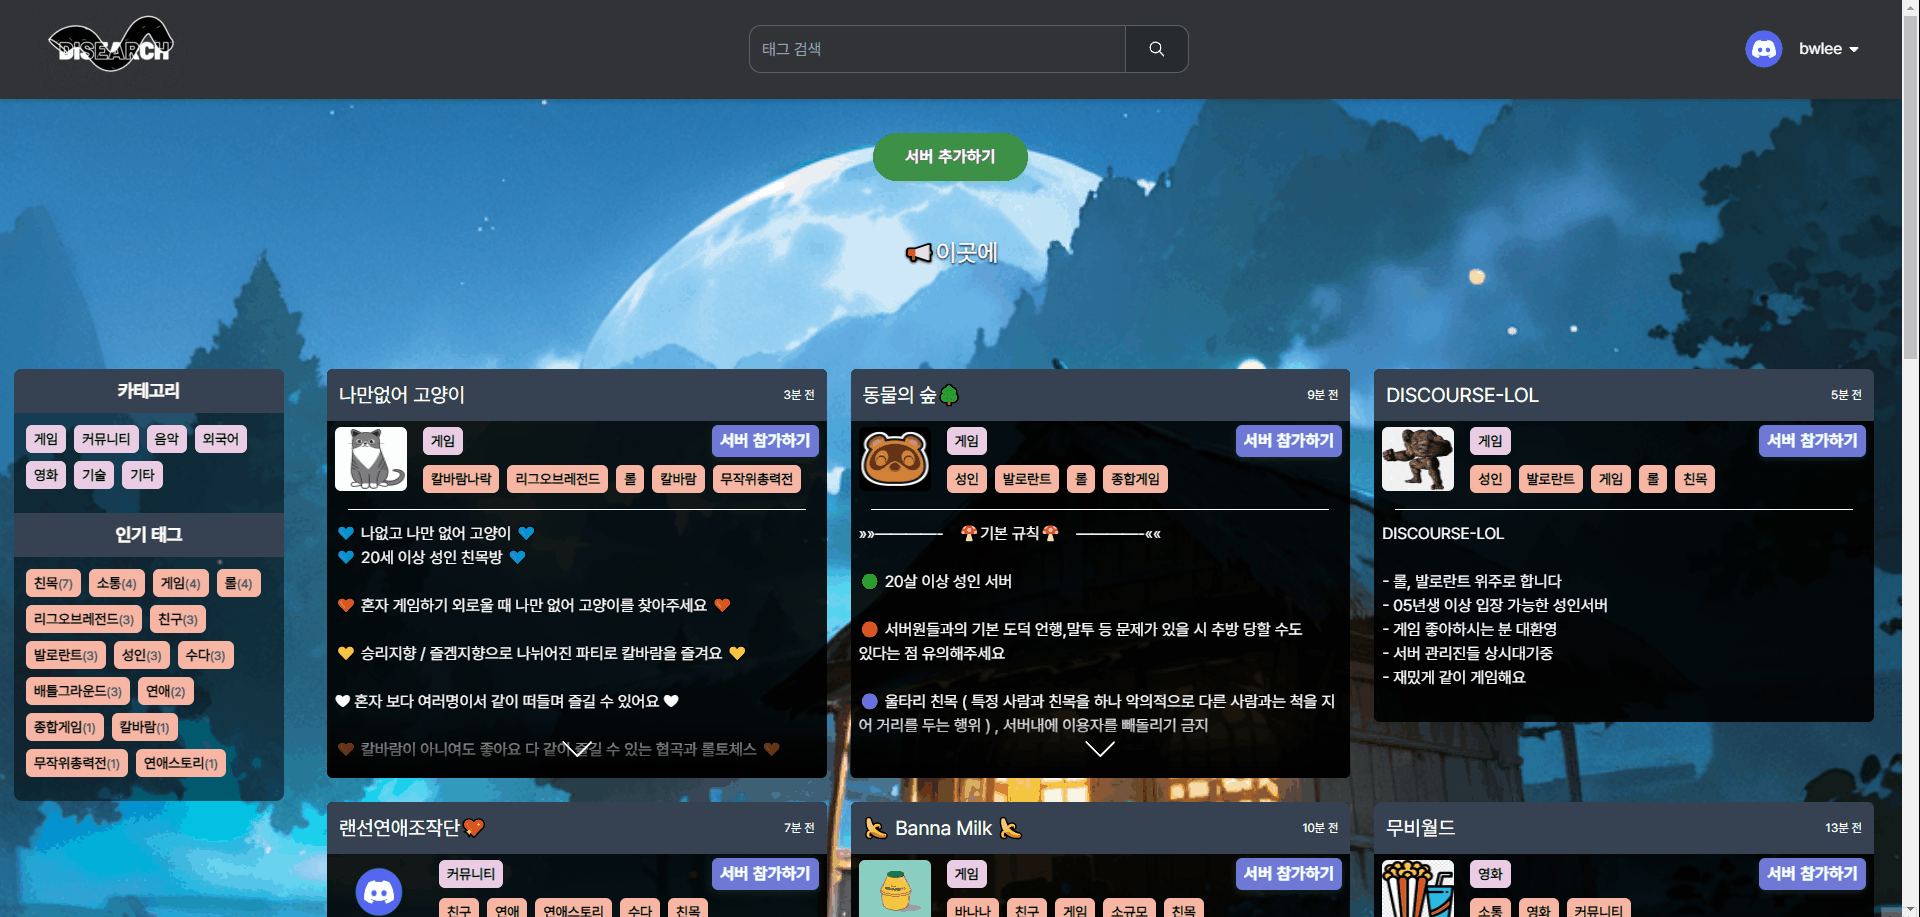 DISEARCH
태그 검색
bwlee
서버 추가하기
이곳에
카테고리
게임 커뮤니티 음악 외국어
영화 기술 기타
인기 태그
친목(7) 소통(4) 게임(4) 롤(4)
리그오브레전드(3) 친구(3)
발로란트(3) 성인(3) 수다(3)
배틀그라운드(3) 연애(2)
종합게임(1) 칼바람(1)
무작위총력전(1) 연애스토리(1)
나만없어 고양이 3분 전
게임 서버 참가하기
칼바람나락 리그오브레전드 롤 칼바람 무작위총력전
나없고 나만 없어 고양이
20세 이상 성인 친목방
혼자 게임하기 외로울 때 나만 없어 고양이를 찾아주세요
승리지향 / 즐겜지향으로 나뉘어진 파티로 칼바람을 즐겨요
혼자 보다 여러명이서 같이 떠들며 즐길 수 있어요
칼바람이 아니여도 좋아요 다 같이 즐길 수 있는 협곡과 롤토체스
동물의 숲 9분 전
게임 서버 참가하기
성인 발로란트 롤 종합게임
»»————- 🍄기본 규칙🍄 ————-««
20살 이상 성인 서버
서버원들과의 기본 도덕 언행,말투 등 문제가 있을 시 추방 당할 수도
있다는 점 유의해주세요
울타리 친목 ( 특정 사람과 친목을 하나 악의적으로 다른 사람과는 척을 지
어 거리를 두는 행위 ) , 서버내에 이용자를 빼돌리기 금지
DISCOURSE-LOL 5분 전
게임 서버 참가하기
성인 발로란트 게임 롤 친목
DISCOURSE-LOL
- 롤, 발로란트 위주로 합니다
- 05년생 이상 입장 가능한 성인서버
- 게임 좋아하시는 분 대환영
- 서버 관리진들 상시대기중
- 재밌게 같이 게임해요
랜선연애조작단 7분 전
커뮤니티 서버 참가하기
친구 연애 연애스토리 수다 친목
Banna Milk 10분 전
게임 서버 참가하기
바나나 친구 게임 소규모 친목
무비월드 13분 전
영화 서버 참가하기
소통 영화 커뮤니티